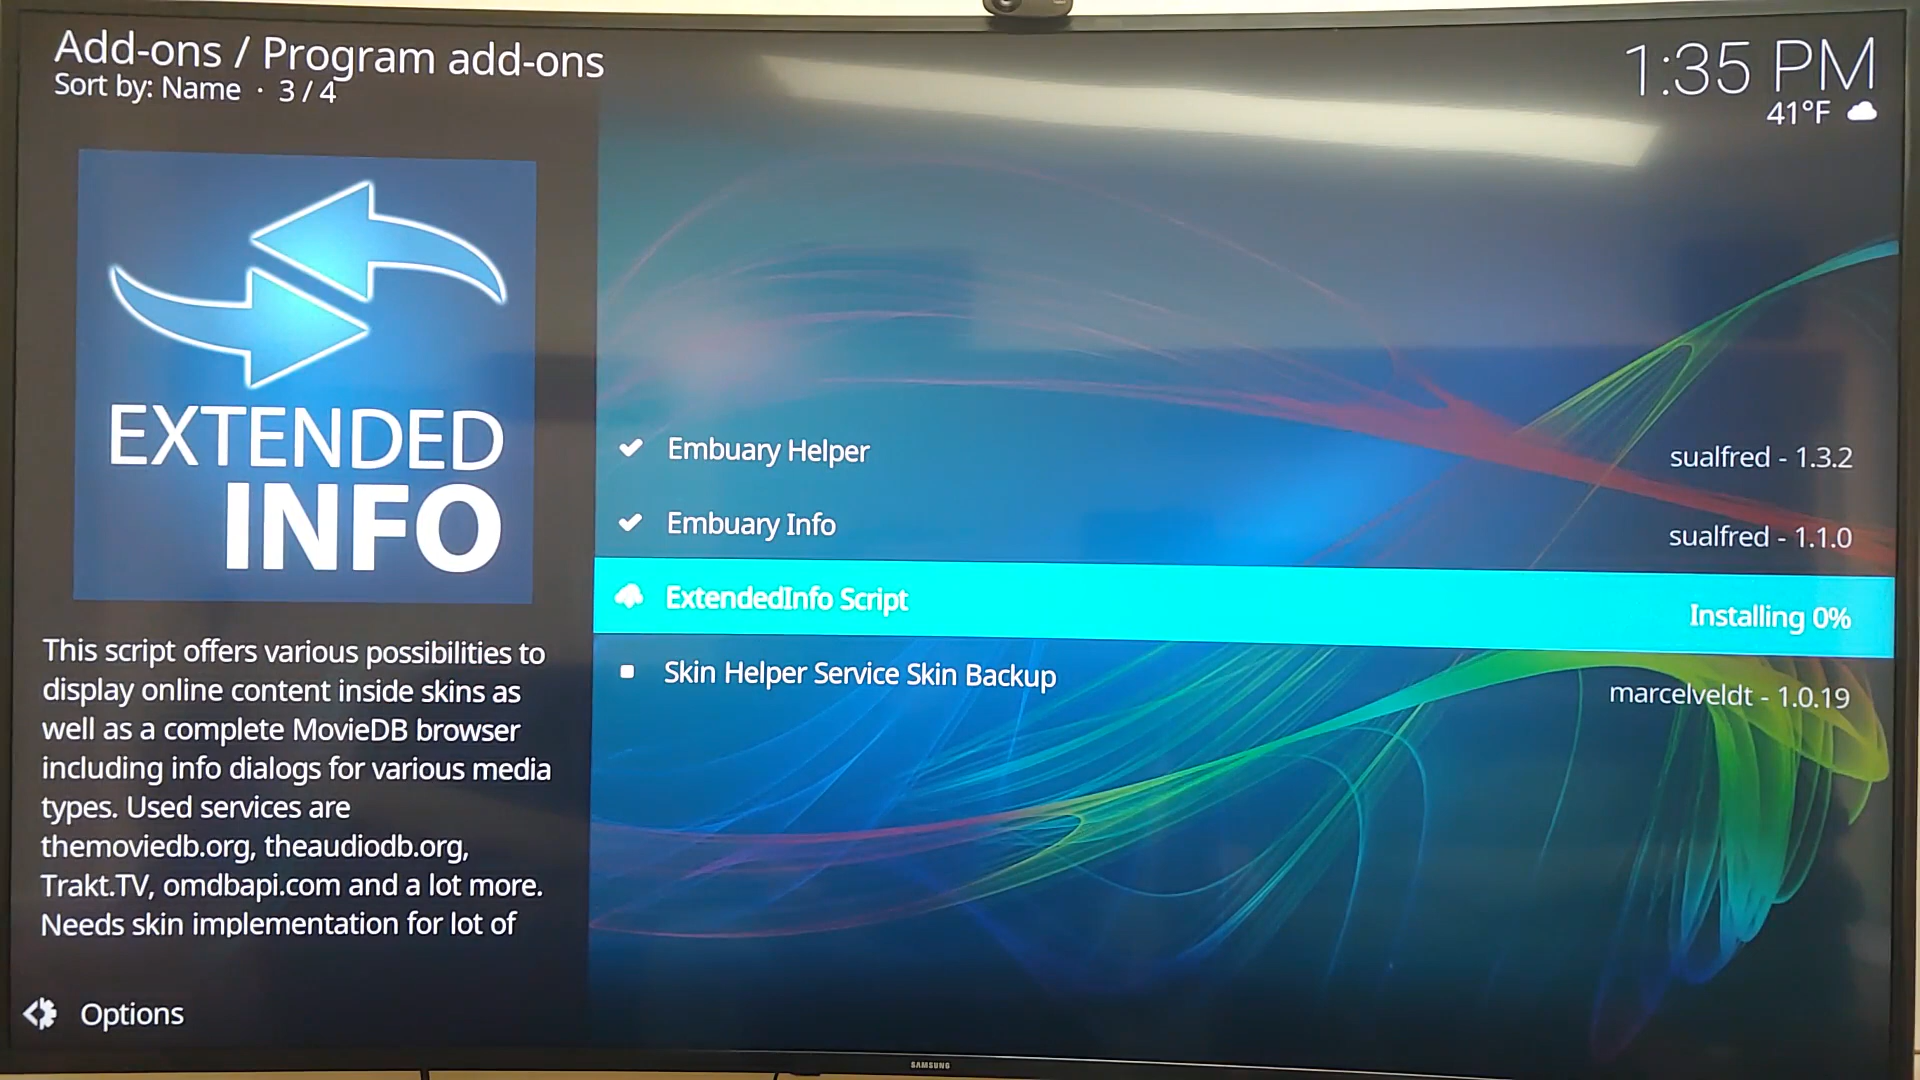 Add-ons / Program add-ons
Sort by: Name · 3 / 4
1:35 PM
41°F
EXTENDED
INFO
This script offers various possibilities to
display online content inside skins as
well as a complete MovieDB browser
including info dialogs for various media
types. Used services are
themoviedb.org, theaudiodb.org,
Trakt.TV, omdbapi.com and a lot more.
Needs skin implementation for lot of
Embuary Helper
sualfred - 1.3.2
Embuary Info
sualfred - 1.1.0
ExtendedInfo Script
Installing 0%
Skin Helper Service Skin Backup
marcelveldt - 1.0.19
Options
SAMSUNG